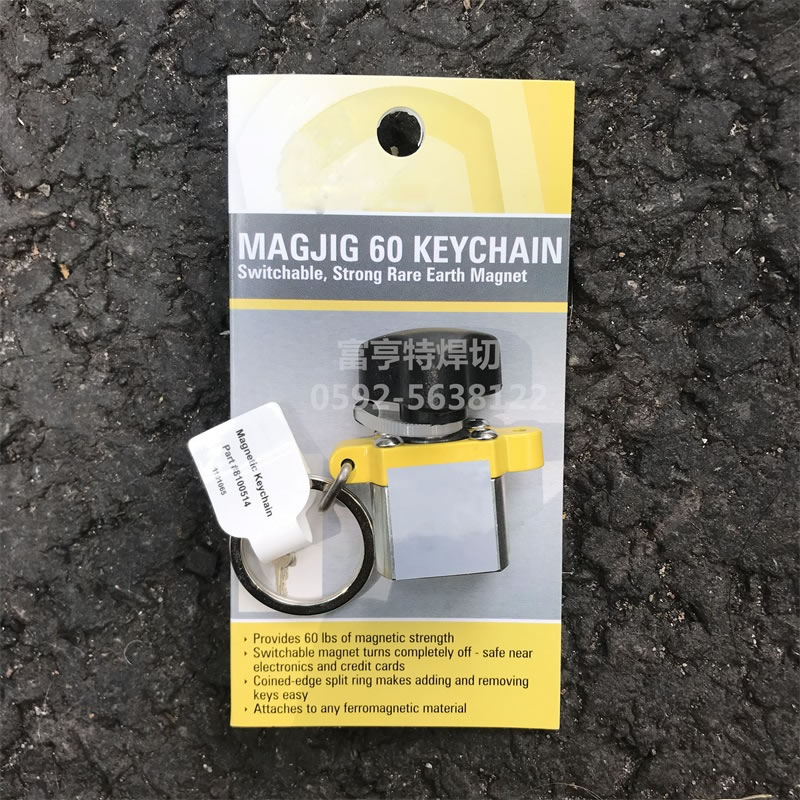 MAGJIG 60 KEYCHAIN
Switchable, Strong Rare Earth Magnet
富亨特焊切
0592-5638122
Magnetic Keychain
Part # 8100514
› Provides 60 lbs of magnetic strength
› Switchable magnet turns completely off - safe near
electronics and credit cards
› Coined-edge split ring makes adding and removing
keys easy
› Attaches to any ferromagnetic material